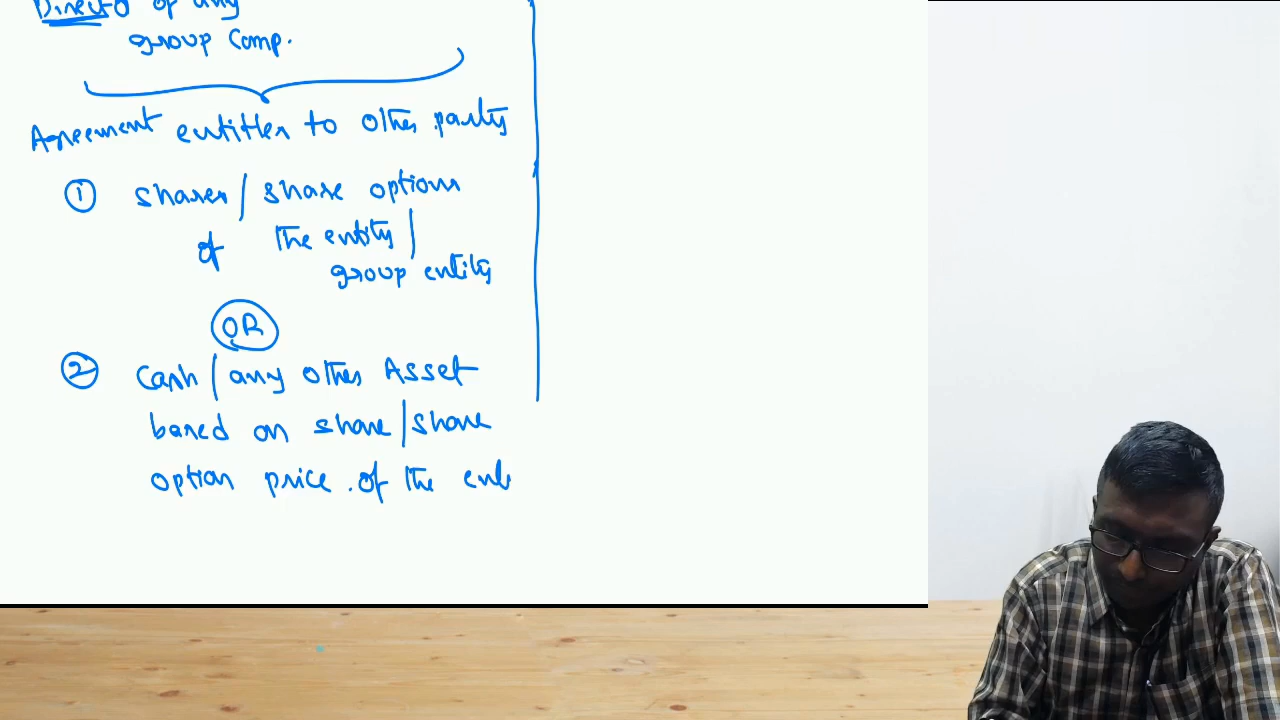 Director of any
group Comp.
Agreement entitles to other party
① shares/share options
of the entity/
group entity
OR
② Cash/any other Asset
based on share/share
option price of the enti